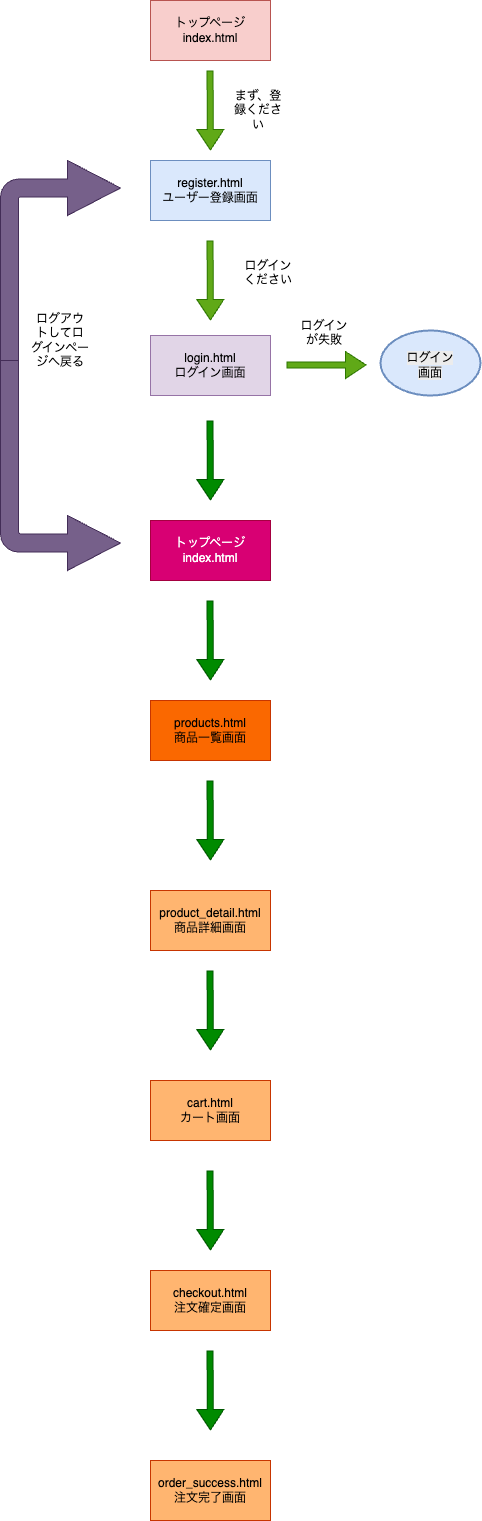 トップページ
index.html
まず、登
録くださ
い
register.html
ユーザー登録画面
ログイン
ください
ログアウ
トしてロ
グインペー
ジへ戻る
login.html
ログイン画面
ログイン
が失敗
ログイン
画面
トップページ
index.html
products.html
商品一覧画面
product_detail.html
商品詳細画面
cart.html
カート画面
checkout.html
注文確定画面
order_success.html
注文完了画面